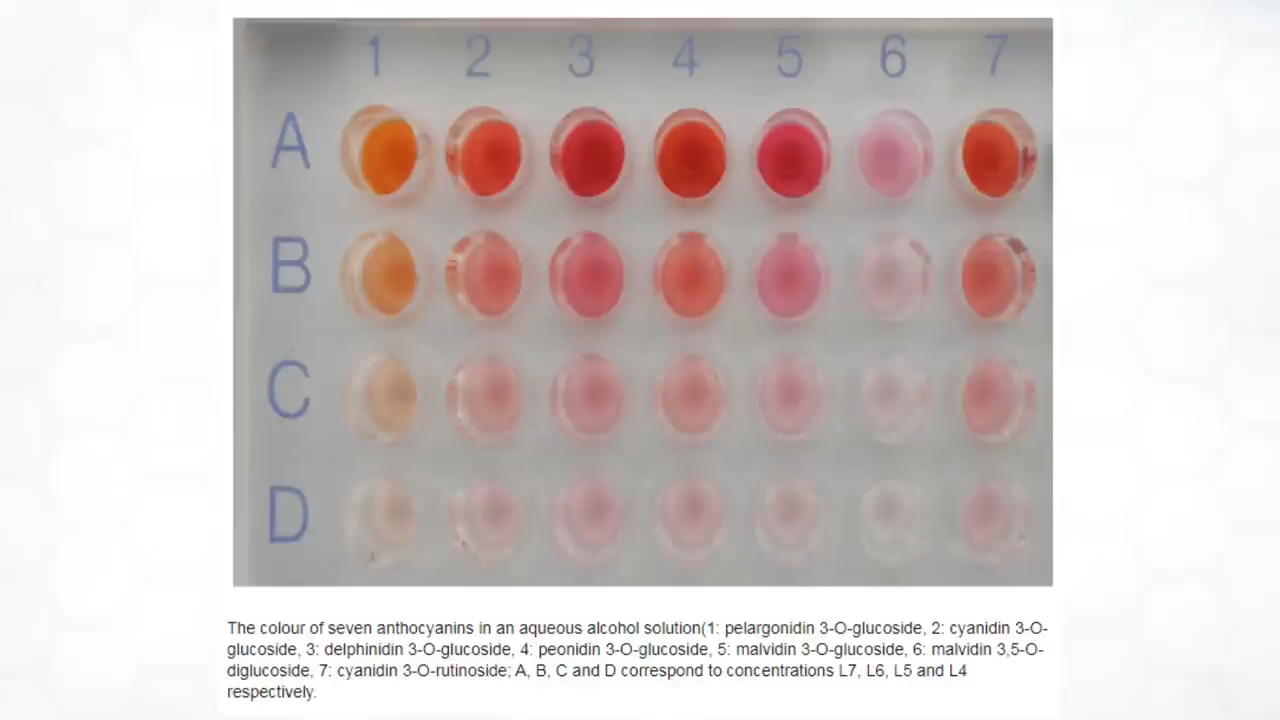 1 2 3 4 5 6 7
A
B
C
D
The colour of seven anthocyanins in an aqueous alcohol solution(1: pelargonidin 3-O-glucoside, 2: cyanidin 3-O-
glucoside, 3: delphinidin 3-O-glucoside, 4: peonidin 3-O-glucoside, 5: malvidin 3-O-glucoside, 6: malvidin 3,5-O-
diglucoside, 7: cyanidin 3-O-rutinoside; A, B, C and D correspond to concentrations L7, L6, L5 and L4
respectively.